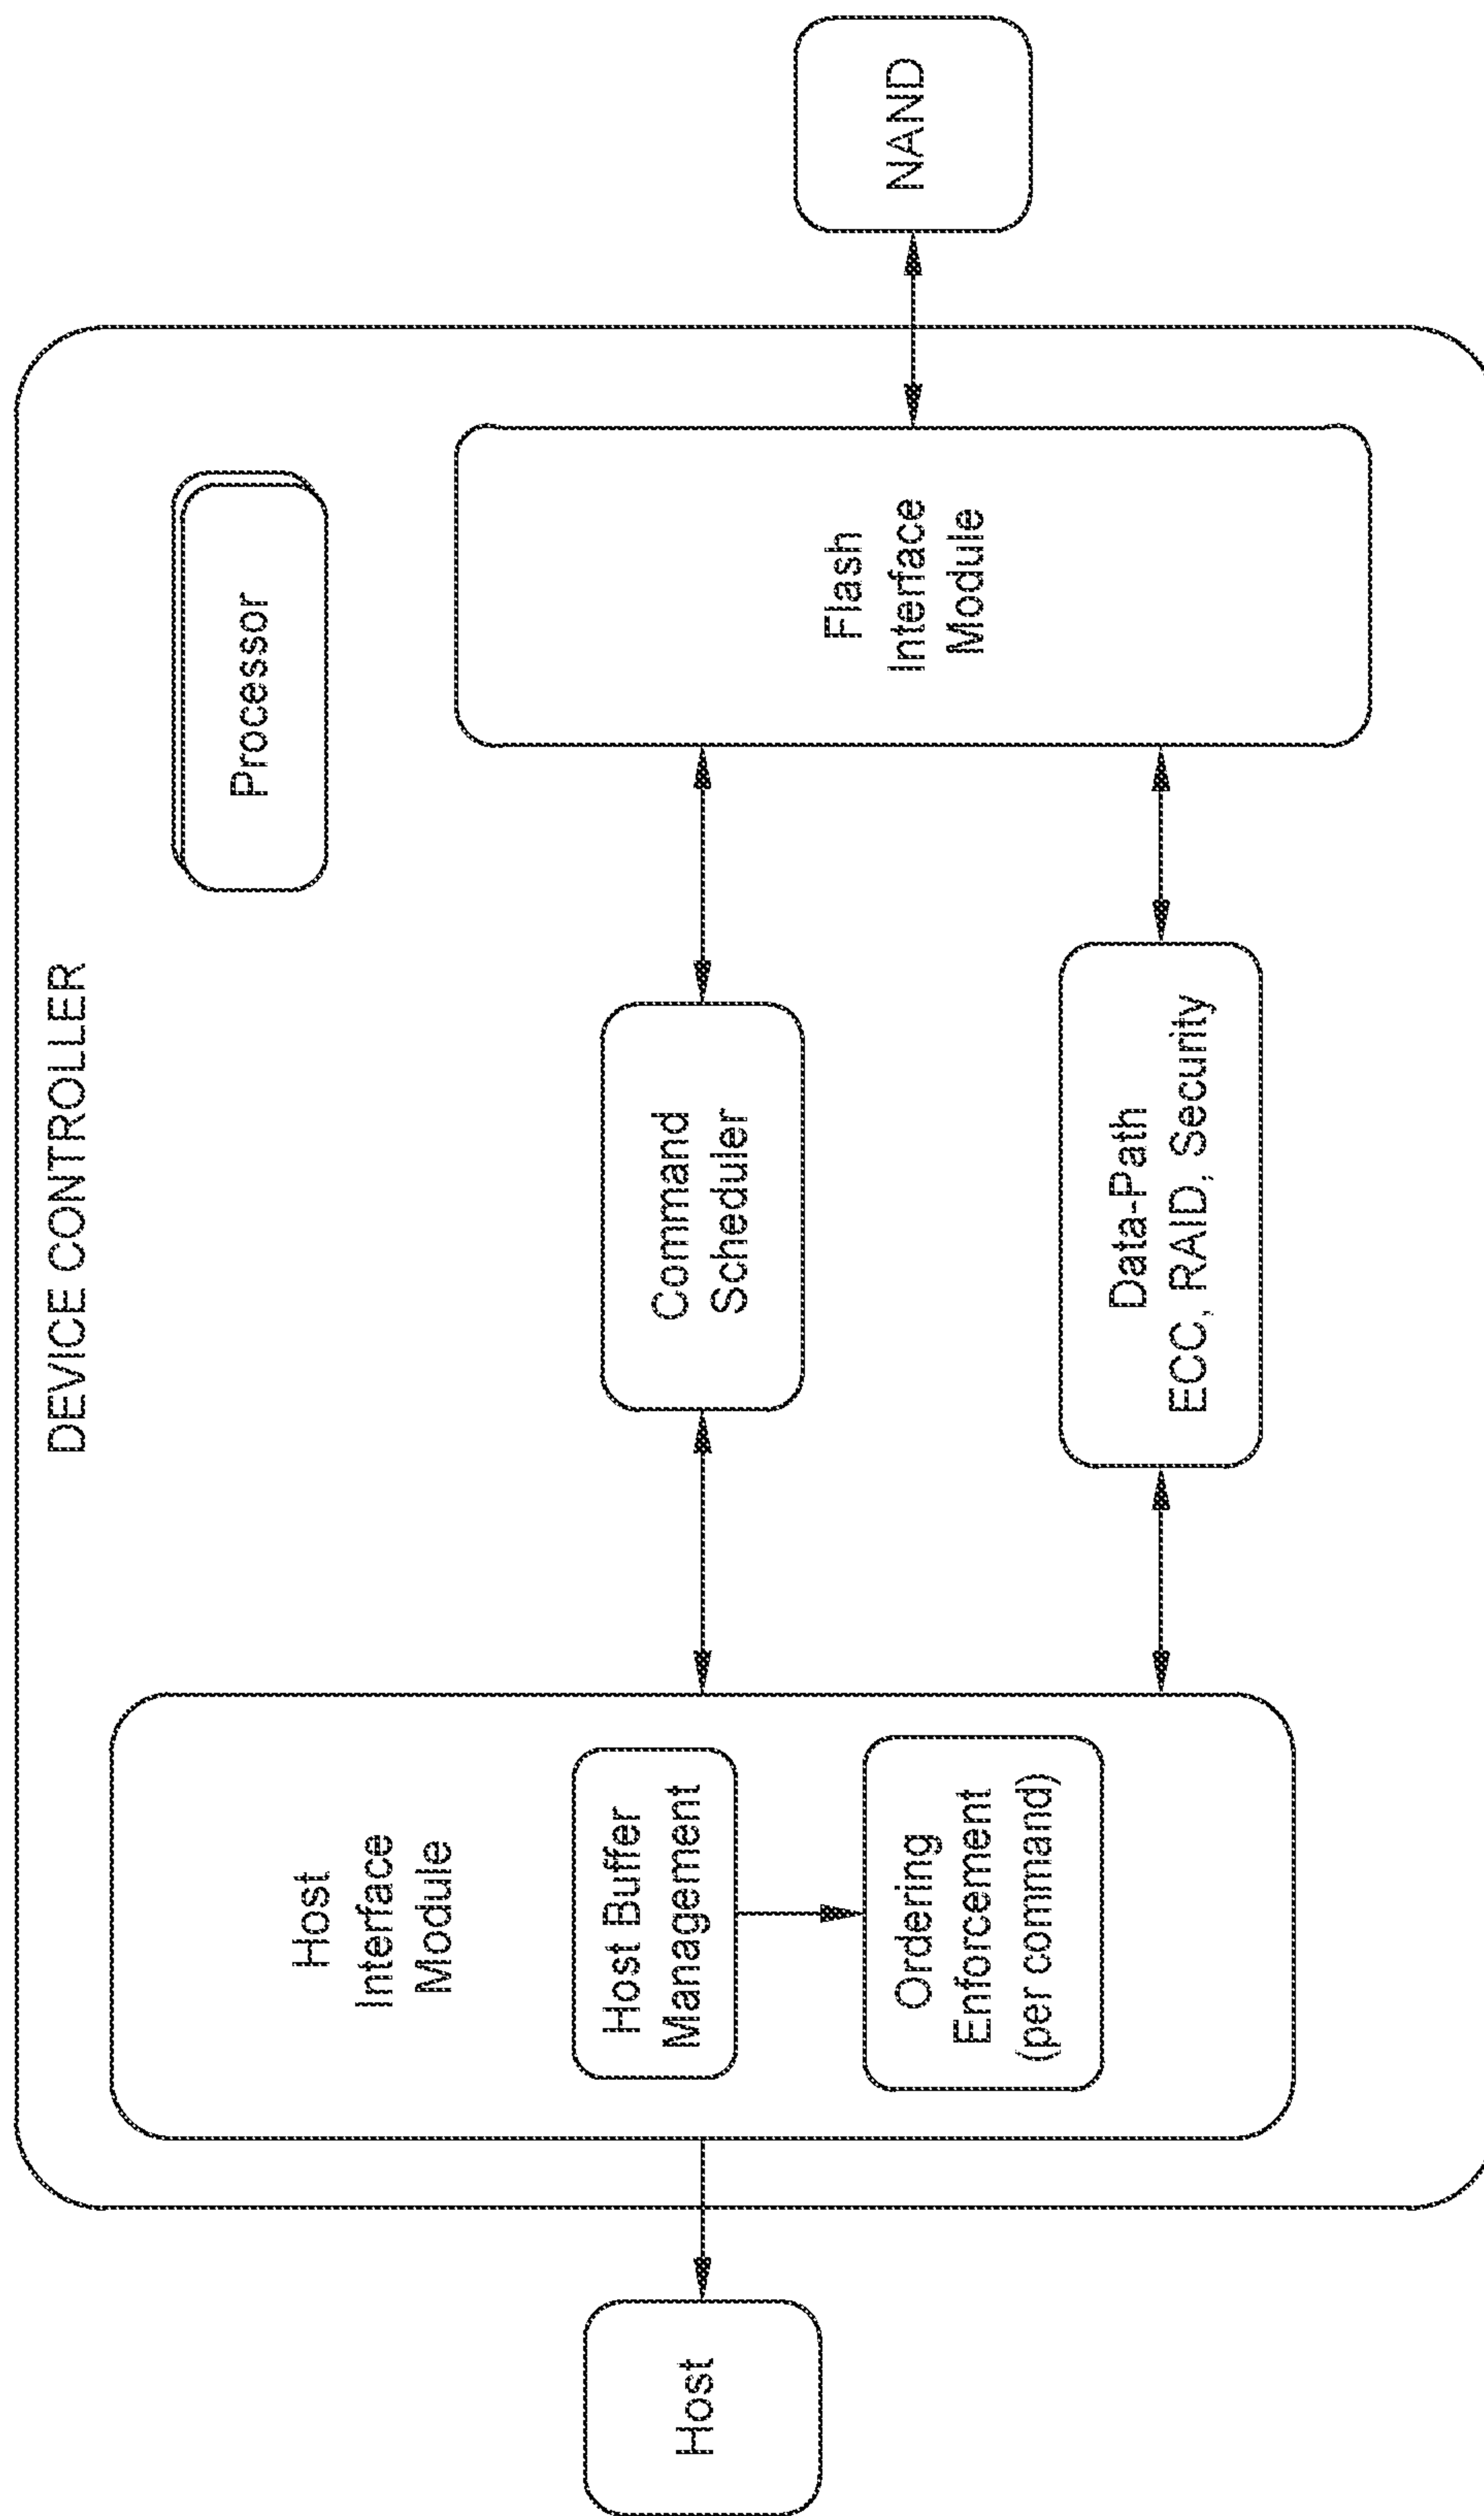 DEVICE CONTROLLER
Host
Host
Interface
Module
Host Buffer
Management
Ordering
Enforcement
(per command)
Command
Scheduler
Data-Path
ECC, RAID, Security
Processor
Flash
Interface
Module
NAND